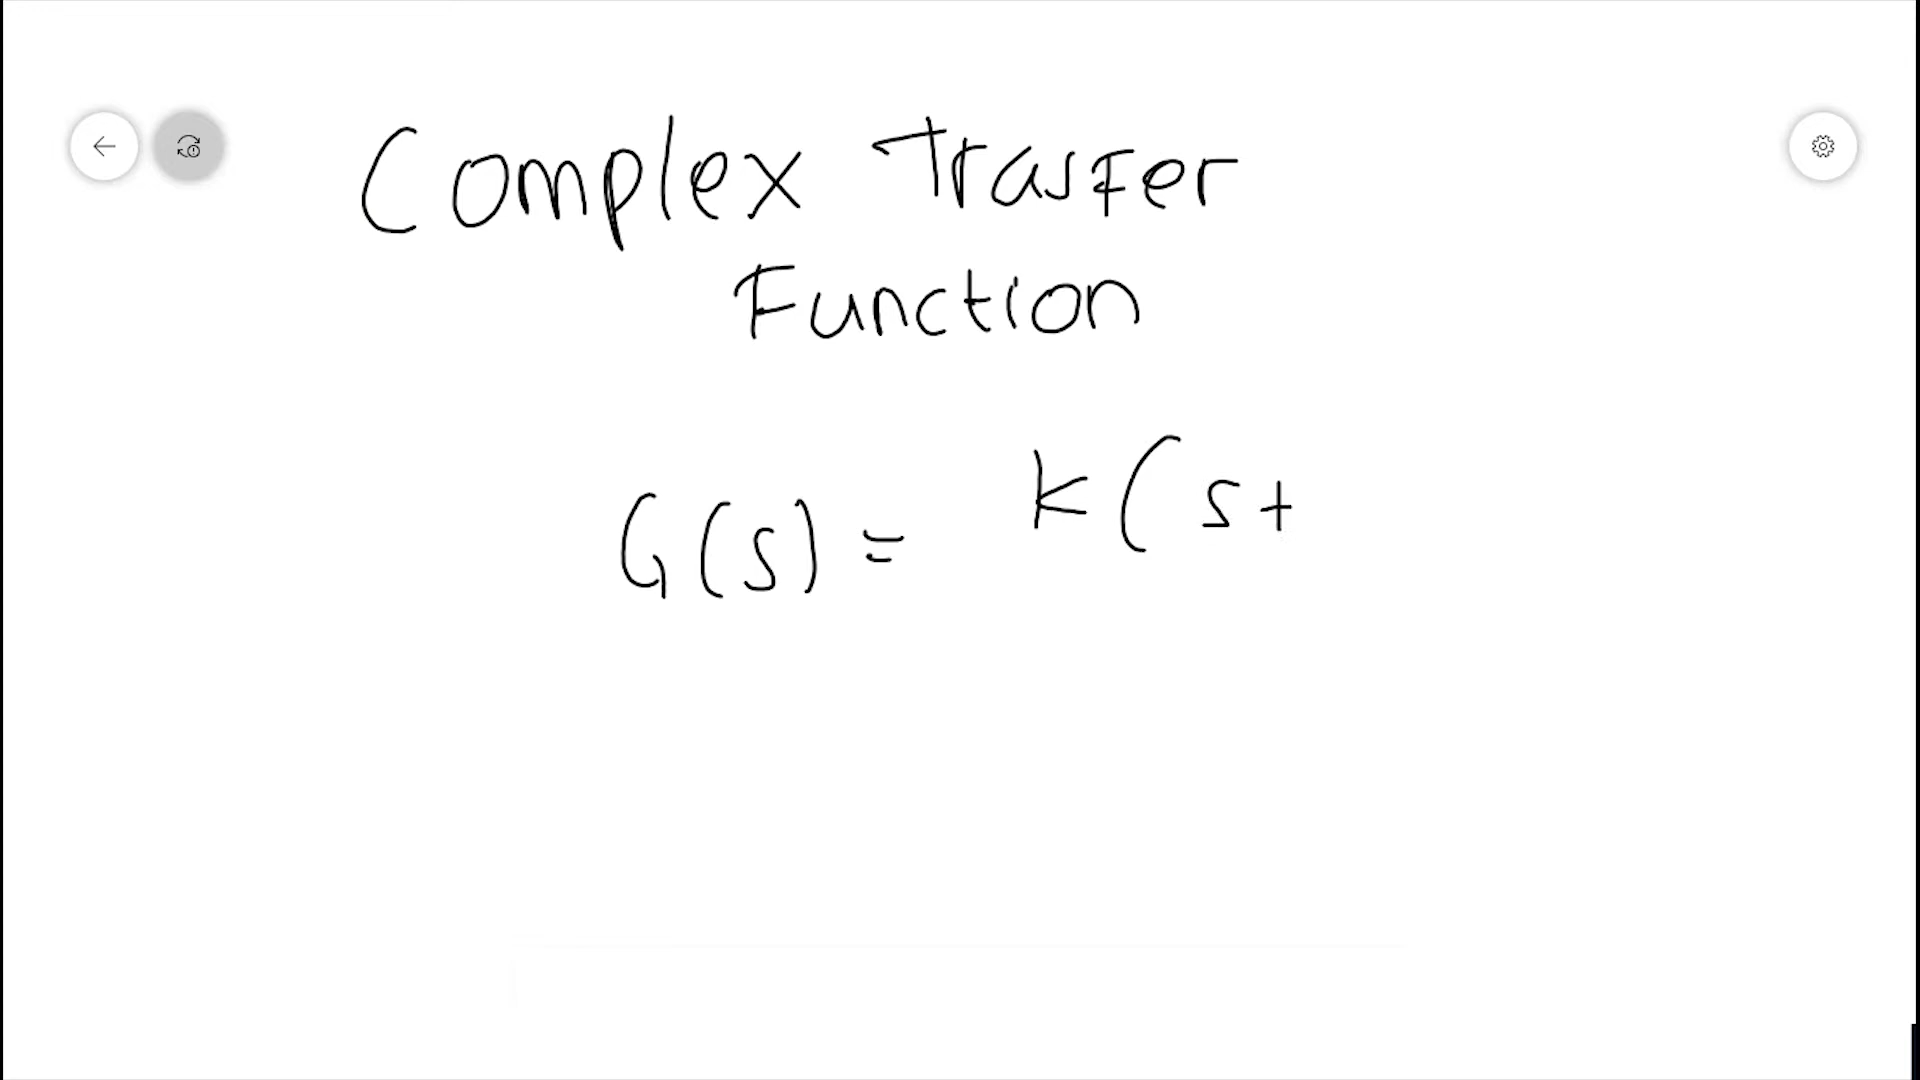 Complex Trasfer
Function
G(s) = K(s+